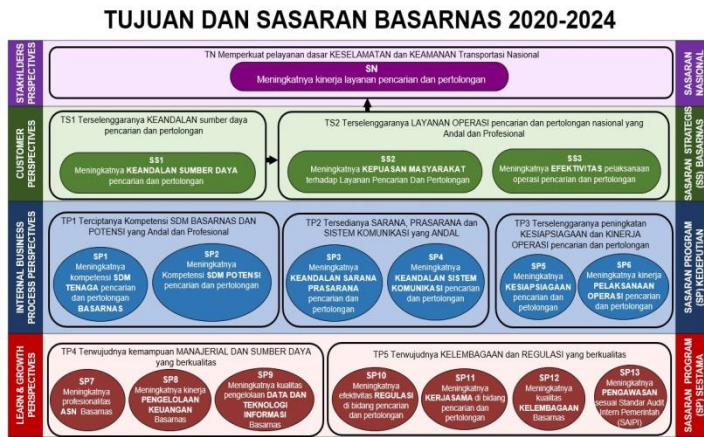 TUJUAN DAN SASARAN BASARNAS 2020-2024
STAKHLDERS
PRSPECTIVES
TN Memperkuat pelayanan dasar KESELAMATAN dan KEAMANAN Transportasi Nasional
SN
Meningkatnya kinerja layanan pencarian dan pertolongan
SASARAN
NASIONAL
CUSTOMER
PERSPECTIVES
TS1 Terselenggaranya KEANDALAN sumber daya
pencarian dan pertolongan
SS1
Meningkatnya KEANDALAN SUMBER DAYA
pencarian dan pertolongan
TS2 Terselenggaranya LAYANAN OPERASI pencarian dan pertolongan nasional yang
Andal dan Profesional
SS2
Meningkatnya KEPUASAN MASYARAKAT
terhadap Layanan Pencarian Dan Pertolongan
SS3
Meningkatnya EFEKTIVITAS pelaksanaan
operasi pencarian dan pertolongan
SASARAN STRATEGIS
(SS) BASARNAS
INTERNAL BUSINESS
PROCESS PERSPECTIVES
TP1 Terciptanya Kompetensi SDM BASARNAS DAN
POTENSI yang Andal dan Profesional
SP1
Meningkatnya
kompetensi SDM
TENAGA pencarian
dan pertolongan
BASARNAS
SP2
Meningkatnya
Kompetensi SDM POTENSI
pencarian dan pertolongan
TP2 Tersedianya SARANA, PRASARANA dan
SISTEM KOMUNIKASI yang ANDAL
SP3
Meningkatnya
KEANDALAN SARANA
PRASARANA
pencarian dan
pertolongan
SP4
Meningkatnya
KEANDALAN SISTEM
KOMUNIKASI pencarian
dan pertolongan
TP3 Terselenggaranya peningkatan
KESIAPSIAGAAN dan KINERJA
OPERASI pencarian dan pertolongan
SP5
Meningkatnya
KESIAPSIAGAAN
pencarian dan
petolongan
SP6
Meningkatnya kinerja
PELAKSANAAN
OPERASI pencarian dan
pertolongan
SASARAN PROGRAM
(SP) KEDEPUTIAN
LEARN & GROWTH
PERSPECTIVES
TP4 Terwujudnya kemampuan MANAJERIAL DAN SUMBER DAYA yang
berkualitas
SP7
Meningkatnya
profesionalitas
ASN Basarnas
SP8
Meningkatnya kinerja
PENGELOLAAN
KEUANGAN Basarnas
SP9
Meningkatnya kualitas
pengelolaan DATA DAN
TEKNOLOGI
INFORMASI
Basarnas
TP5 Terwujudnya KELEMBAGAAN dan REGULASI yang berkualitas
SP10
Meningkatnya
efektivitas REGULASI
di bidang pencarian
dan pertolongan
SP11
Meningkatnya
KERJASAMA di bidang
pencarian dan
pertolongan
SP12
Meningkatnya
kualitas
KELEMBAGAAN
Basarnas
SP13
Meningkatnya
PENGAWASAN
sesuai Standar Audit
Intern Pemerintah
(SAIPI)
SASARAN PROGRAM
(SP) SESTAMA